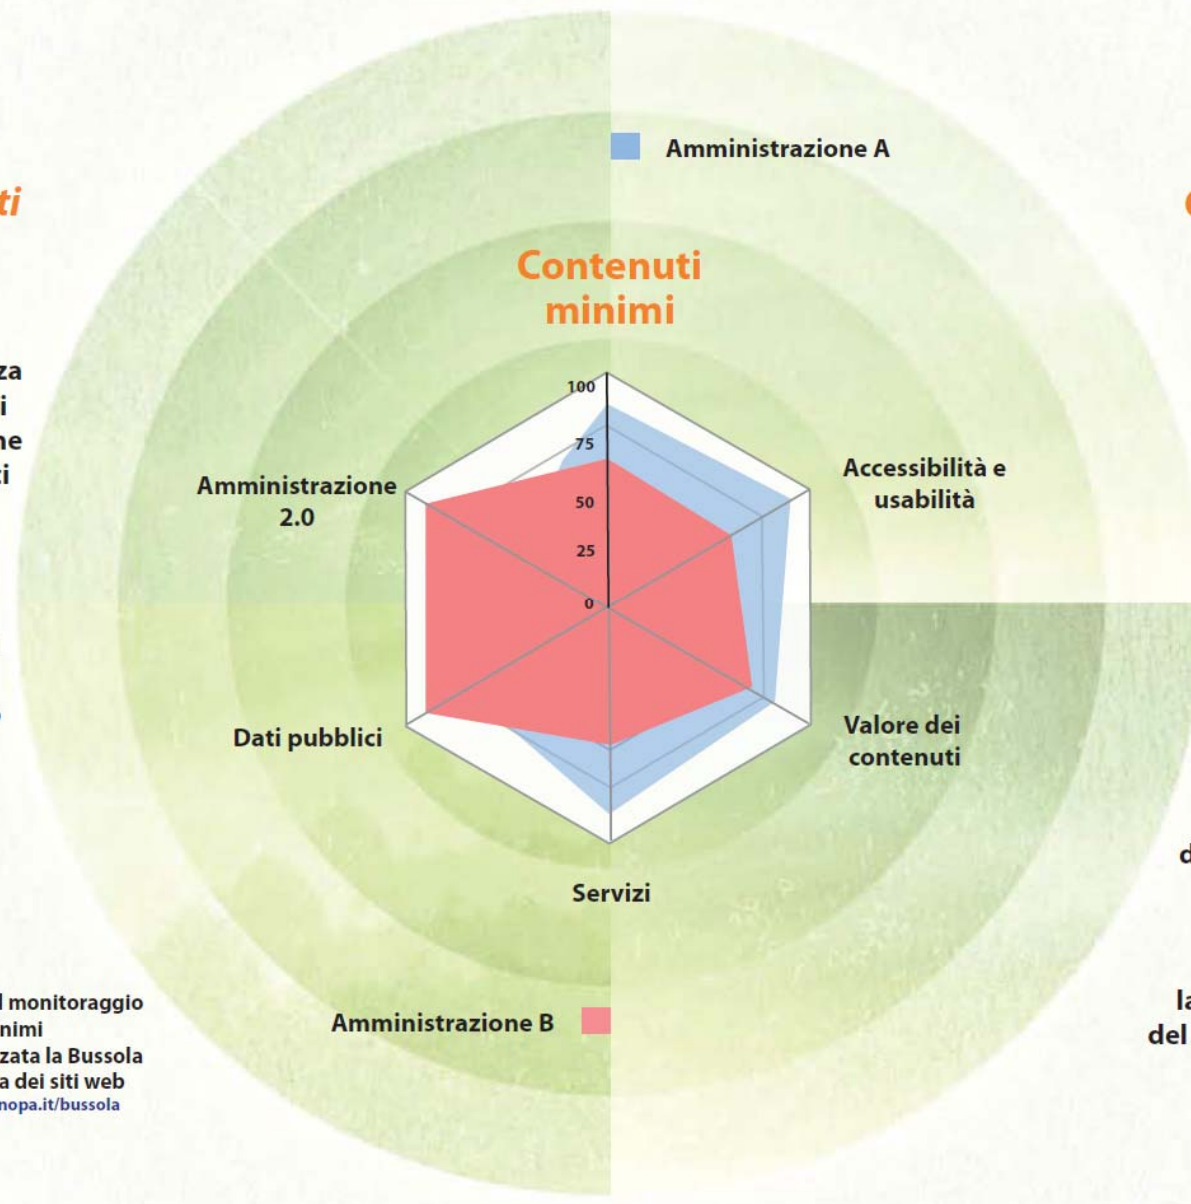 Amministrazione A
ti
Contenuti
minimi
za
i
ne
ti
100
75
50
25
0
Accessibilità e
usabilità
Amministrazione
2.0
Dati pubblici
Valore dei
contenuti
Servizi
d
l monitoraggio
nimi
zata la Bussola
a dei siti web
nopa.it/bussola
Amministrazione B
la
del